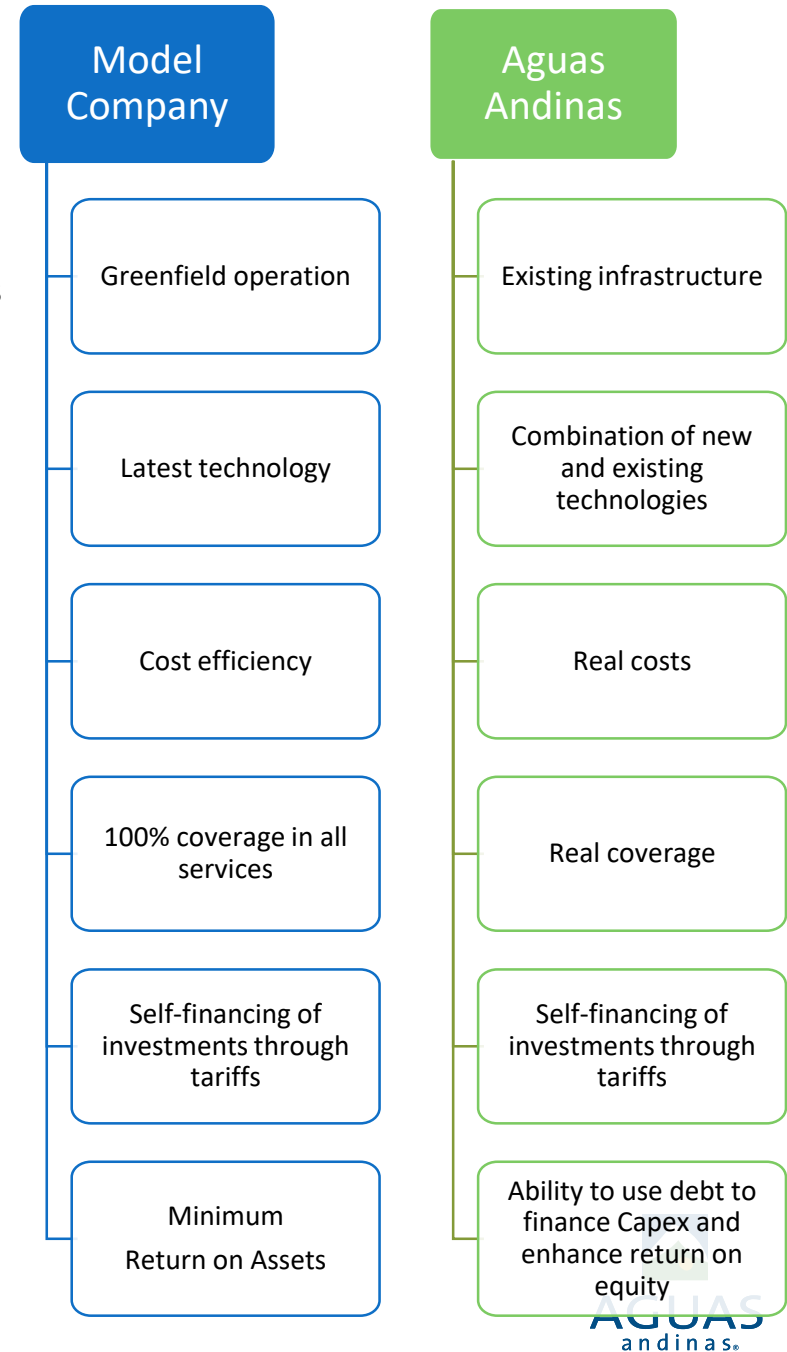 Model
Company
Greenfield operation
Latest technology
Cost efficiency
100% coverage in all
services
Self-financing of
investments through
tariffs
Minimum
Return on Assets
Aguas
Andinas
Existing infrastructure
Combination of new
and existing
technologies
Real costs
Real coverage
Self-financing of
investments through
tariffs
Ability to use debt to
finance Capex and
enhance return on
equity
AGUAS
andinas®